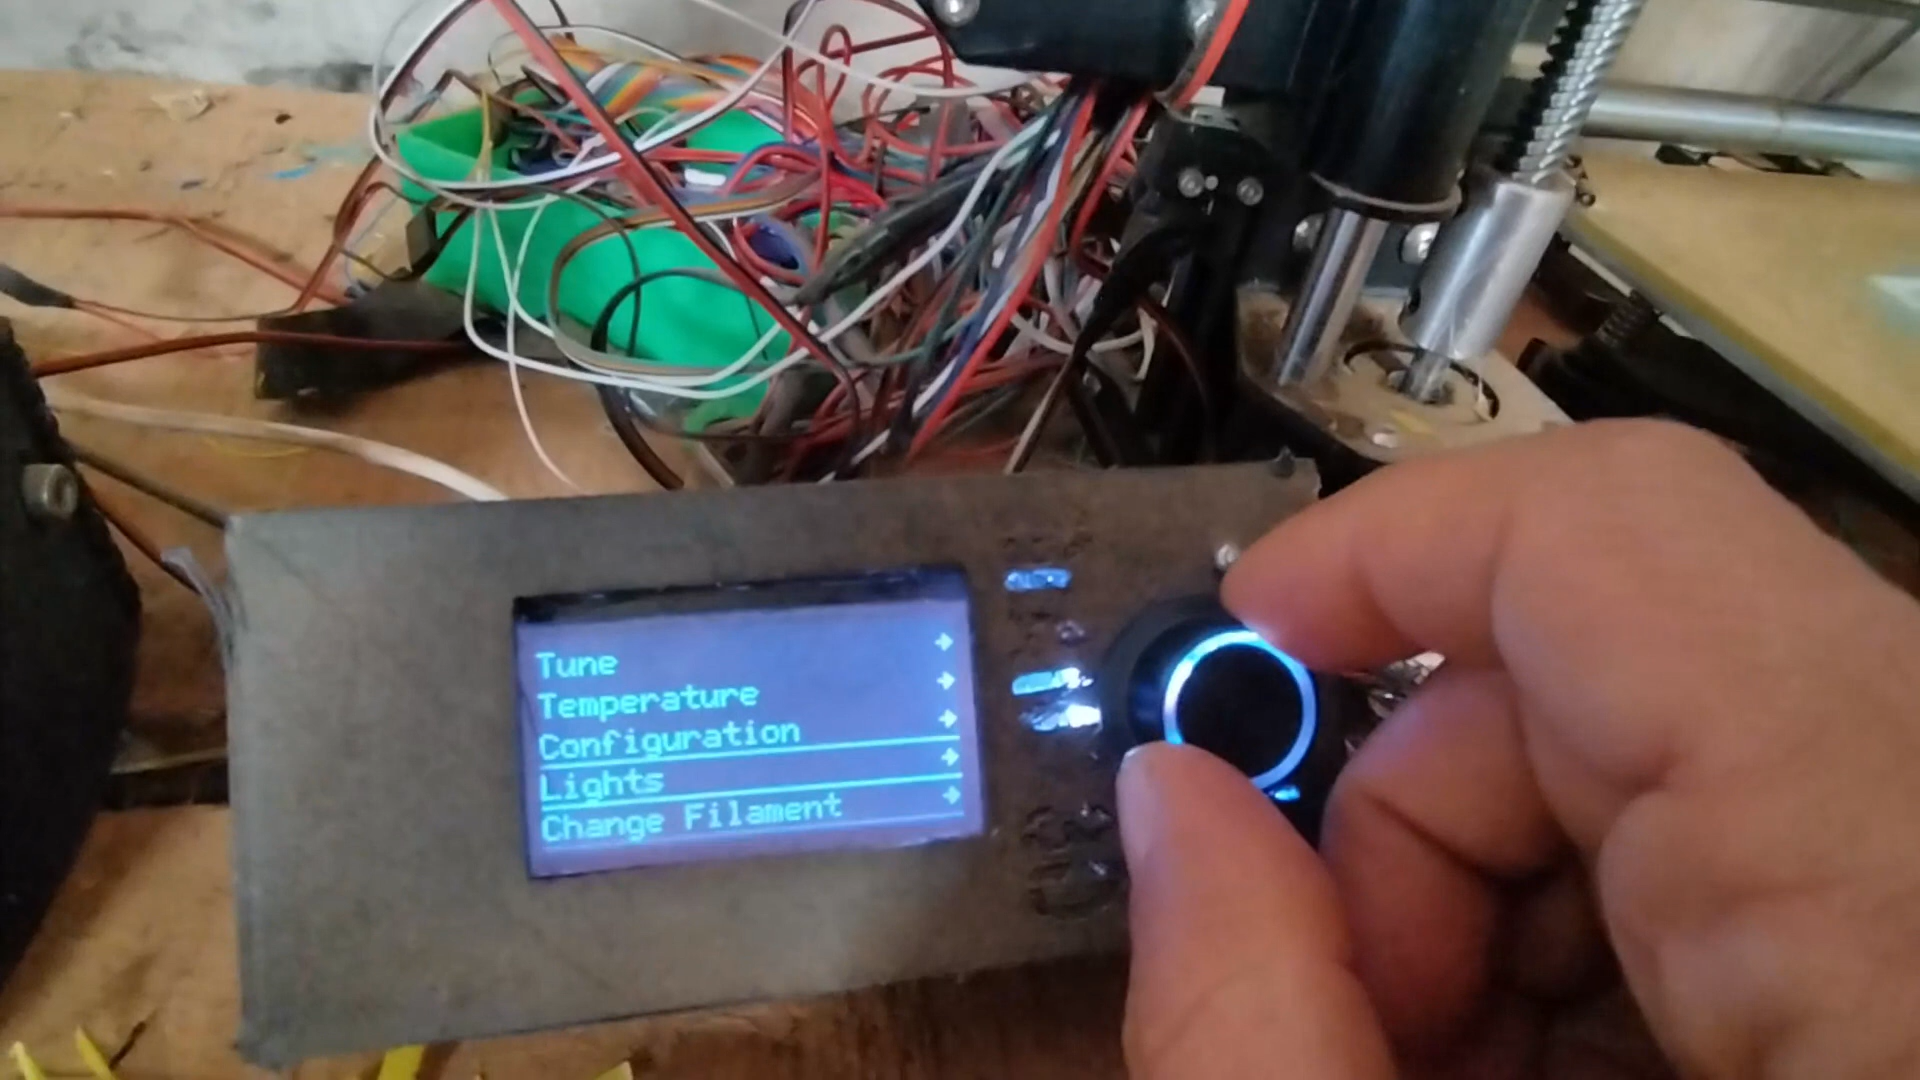 Tune
Temperature
Configuration
Lights
Change Filament